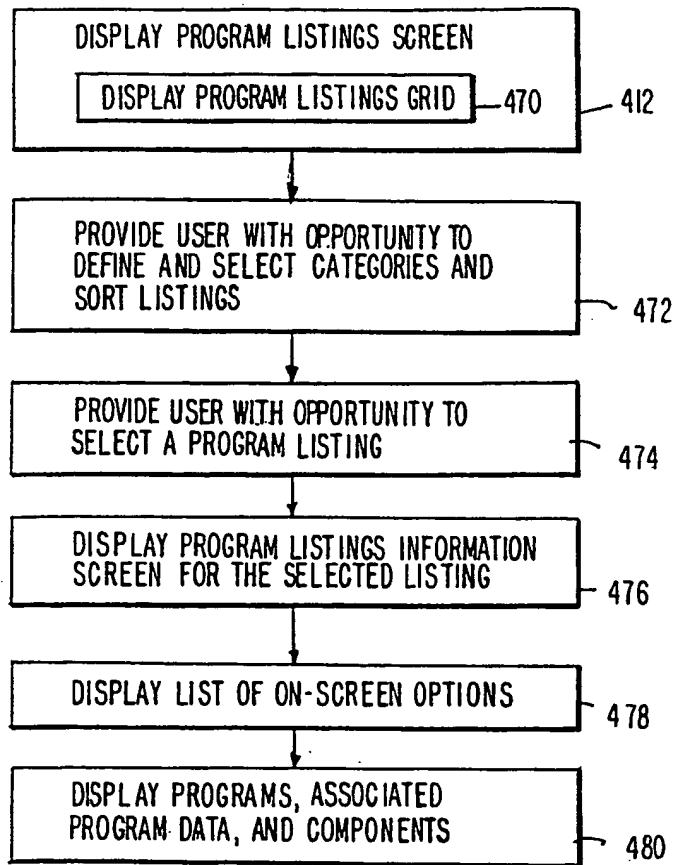 DISPLAY PROGRAM LISTINGS SCREEN
DISPLAY PROGRAM LISTINGS GRID
470
412
PROVIDE USER WITH OPPORTUNITY TO
DEFINE AND SELECT CATEGORIES AND
SORT LISTINGS
472
PROVIDE USER WITH OPPORTUNITY TO
SELECT A PROGRAM LISTING
474
DISPLAY PROGRAM LISTINGS INFORMATION
SCREEN FOR THE SELECTED LISTING
476
DISPLAY LIST OF ON-SCREEN OPTIONS
478
DISPLAY PROGRAMS, ASSOCIATED
PROGRAM DATA, AND COMPONENTS
480